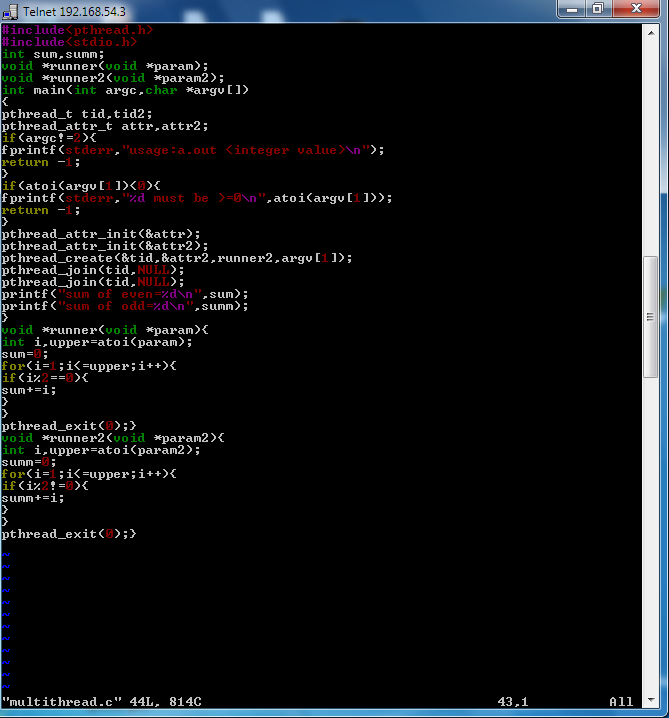 Telnet 192.168.54.3
#include<pthread.h>
#include<stdio.h>
int sum,summ;
void *runner(void *param);
void *runner2(void *param2);
int main(int argc,char *argv[])
{
pthread_t tid,tid2;
pthread_attr_t attr,attr2;
if(argc!=2){
fprintf(stderr,"usage:a.out <integer value>\n");
return -1;
}
if(atoi(argv[1])<0){
fprintf(stderr,"%d must be >=0\n",atoi(argv[1]));
return -1;
}
pthread_attr_init(&attr);
pthread_attr_init(&attr2);
pthread_create(&tid,&attr2,runner2,argv[1]);
pthread_join(tid,NULL);
pthread_join(tid,NULL);
printf("sum of even=%d\n",sum);
printf("sum of odd=%d\n",summ);
}
void *runner(void *param){
int i,upper=atoi(param);
sum=0;
for(i=1;i<=upper;i++){
if(i%2==0){
sum+=i;
}
}
pthread_exit(0);}
void *runner2(void *param2){
int i,upper=atoi(param2);
summ=0;
for(i=1;i<=upper;i++){
if(i%2!=0){
summ+=i;
}
}
pthread_exit(0);}
~
~
~
~
~
~
~
~
~
~
~
~
"multithread.c" 44L, 814C 43,1 All